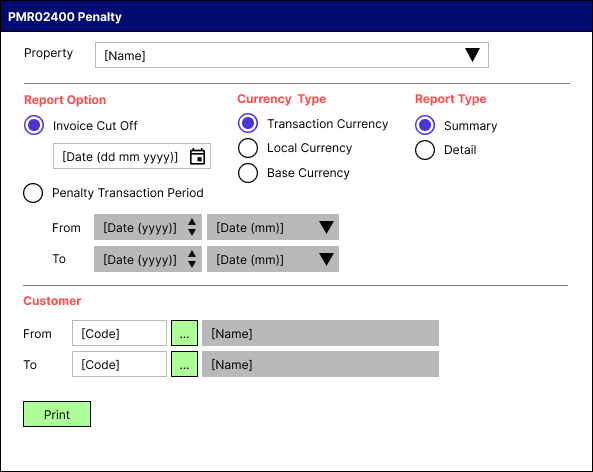 PMR02400 Penalty
Property [Name]
Report Option Currency Type Report Type
Invoice Cut Off Transaction Currency Summary
[Date (dd mm yyyy)] Local Currency Detail
Base Currency
Penalty Transaction Period
From [Date (yyyy)] [Date (mm)]
To [Date (yyyy)] [Date (mm)]
Customer
From [Code] ... [Name]
To [Code] ... [Name]
Print